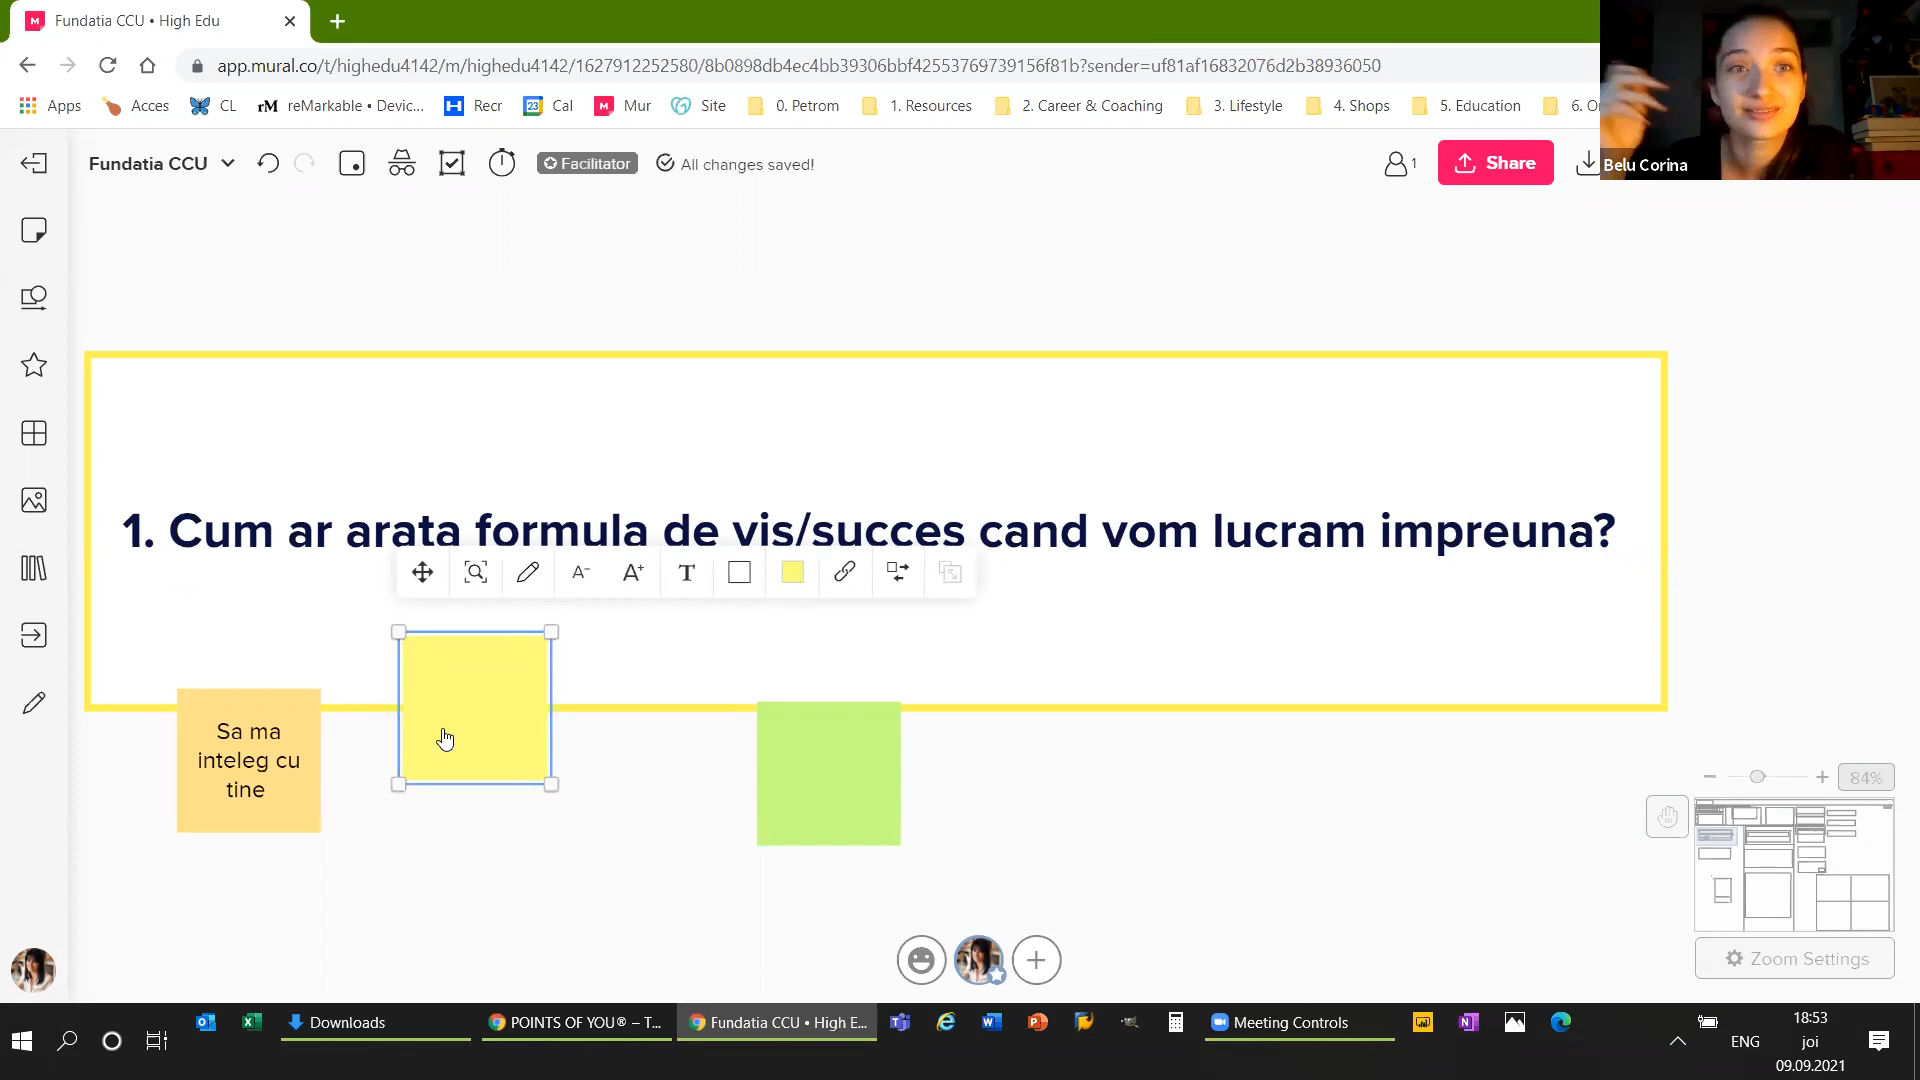 Fundatia CCU • High Edu
app.mural.co/t/highedu4142/m/highedu4142/1627912252580/8b0898db4ec4bb39306bbf42553769739156f81b?sender=uf81af16832076d2b38936050
Apps Acces CL reMarkable • Devic... Recr Cal Mur Site 0. Petrom 1. Resources 2. Career & Coaching 3. Lifestyle 4. Shops 5. Education 6. O
Fundatia CCU Facilitator All changes saved! 1 Share
Belu Corina
1. Cum ar arata formula de vis/succes cand vom lucram impreuna?
A- A+ T
Sa ma
inteleg cu
tine
84%
Zoom Settings
Downloads POINTS OF YOU® – T... Fundatia CCU • High E... Meeting Controls
18:53
ENG joi
09.09.2021